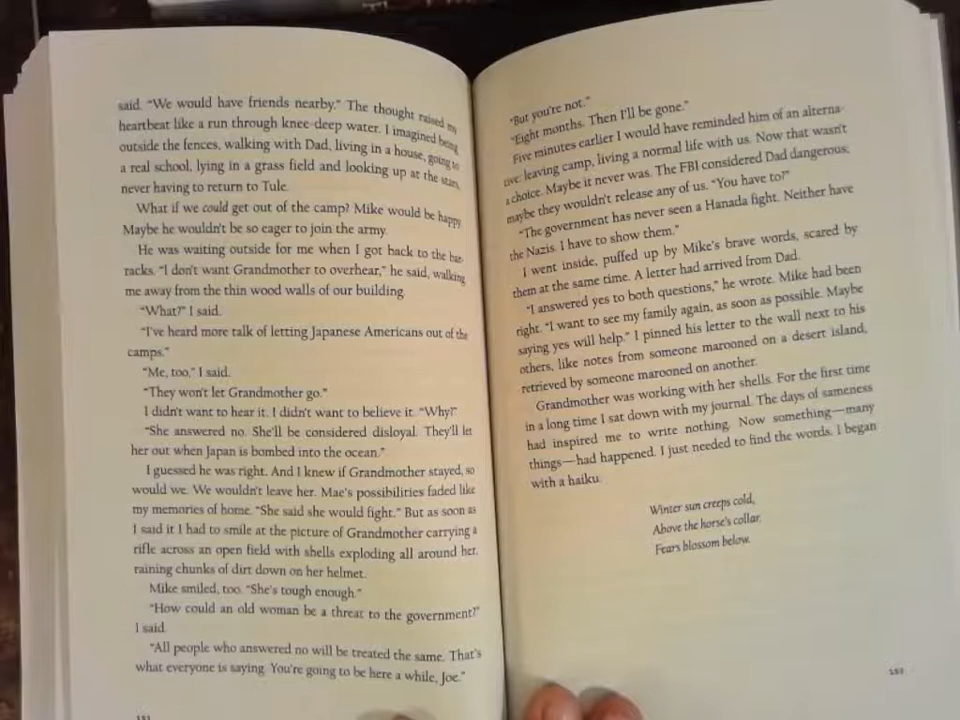 said. “We would have friends nearby.” The thought raised my
heartbeat like a run through knee-deep water. I imagined being
outside the fences, walking with Dad, living in a house, going to
a real school, lying in a grass field and looking up at the stars,
never having to return to Tule.
What if we could get out of the camp? Mike would be happy.
Maybe he wouldn’t be so eager to join the army.
He was waiting outside for me when I got back to the bar-
racks. “I don’t want Grandmother to overhear,” he said, walking
me away from the thin wood walls of our building.
“What?” I said.
“I’ve heard more talk of letting Japanese Americans out of the
camps.”
“Me, too,” I said.
“They won’t let Grandmother go.”
I didn’t want to hear it. I didn’t want to believe it. “Why?”
“She answered no. She’ll be considered disloyal. They’ll let
her out when Japan is bombed into the ocean.”
I guessed he was right. And I knew if Grandmother stayed, so
would we. We wouldn’t leave her. Mae’s possibilities faded like
my memories of home. “She said she would fight.” But as soon as
I said it I had to smile at the picture of Grandmother carrying a
rifle across an open field with shells exploding all around her,
raining chunks of dirt down on her helmet.
Mike smiled, too. “She’s tough enough.”
“How could an old woman be a threat to the government?”
I said.
“All people who answered no will be treated the same. That’s
what everyone is saying. You’re going to be here a while, Joe.”
“But you’re not.”
“Eight months. Then I’ll be gone.”
Five minutes earlier I would have reminded him of an alterna-
tive: leaving camp, living a normal life with us. Now that wasn’t
a choice. Maybe it never was. The FBI considered Dad dangerous;
maybe they wouldn’t release any of us. “You have to?”
“The government has never seen a Hanada fight. Neither have
the Nazis. I have to show them.”
I went inside, puffed up by Mike’s brave words, scared by
them at the same time. A letter had arrived from Dad.
“I answered yes to both questions,” he wrote. Mike had been
right. “I want to see my family again, as soon as possible. Maybe
saying yes will help.” I pinned his letter to the wall next to his
others, like notes from someone marooned on a desert island,
retrieved by someone marooned on another.
Grandmother was working with her shells. For the first time
in a long time I sat down with my journal. The days of sameness
had inspired me to write nothing. Now something—many
things—had happened. I just needed to find the words. I began
with a haiku.
Winter sun creeps cold,
Above the horse’s collar.
Fears blossom below.